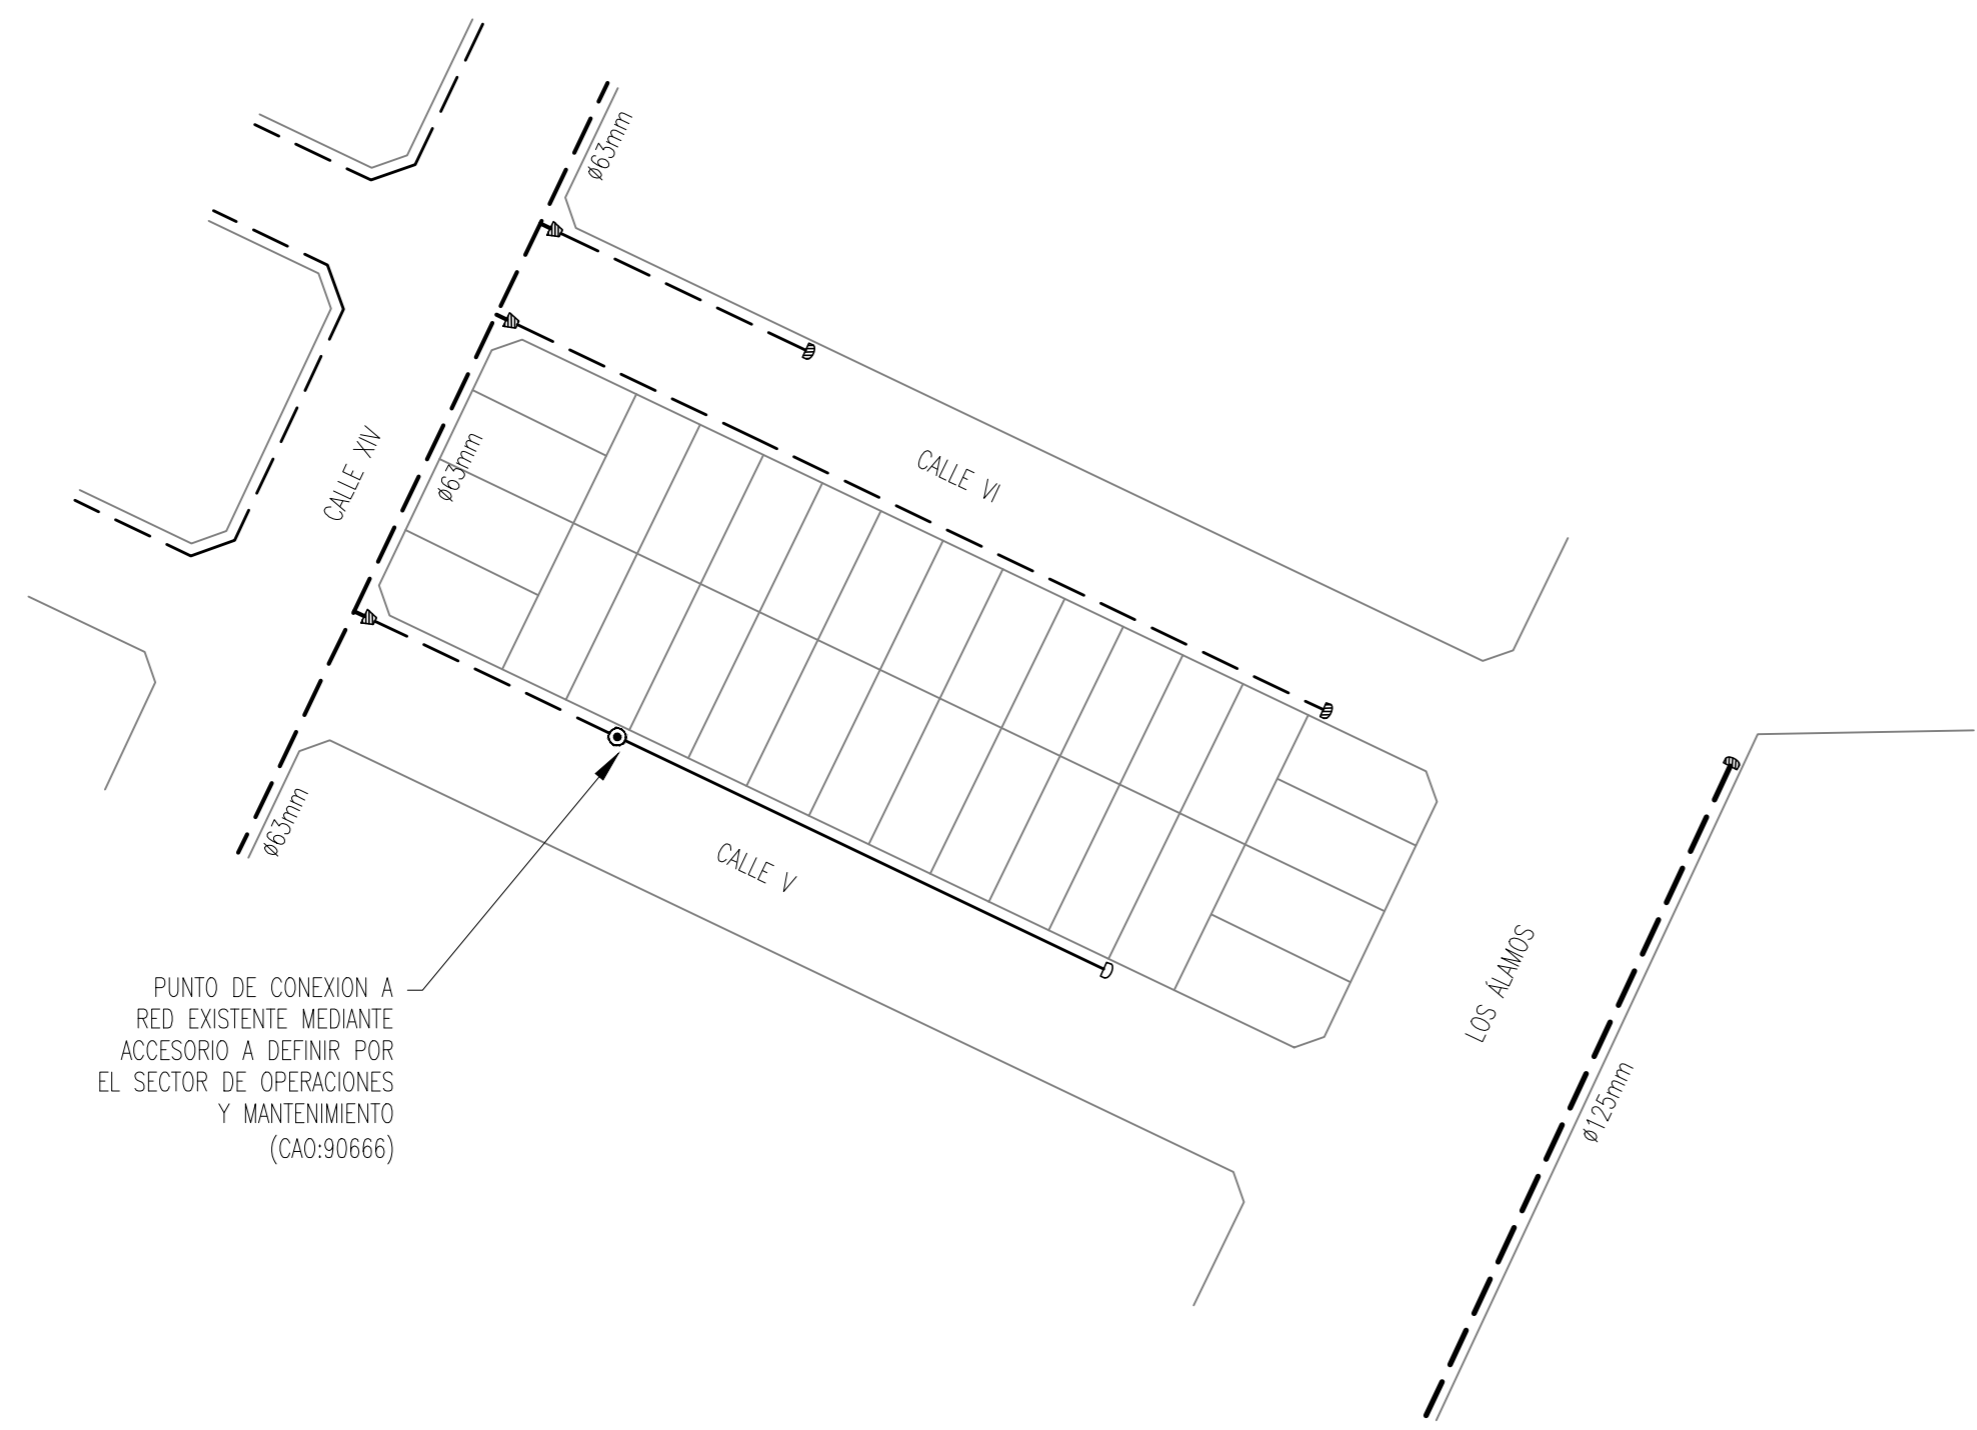 ø63mm
CALLE XIV
ø63mm
CALLE VI
ø63mm
CALLE V
PUNTO DE CONEXION A
RED EXISTENTE MEDIANTE
ACCESORIO A DEFINIR POR
EL SECTOR DE OPERACIONES
Y MANTENIMIENTO
(CAO:90666)
LOS ÁLAMOS
ø125mm